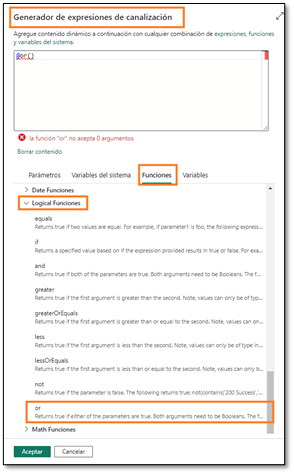 Generador de expresiones de canalización
Agregue contenido dinámico a continuación con cualquier combinación de expresiones, funciones
y variables del sistema.
@or()
la función "or" no acepta 0 argumentos
Borrar contenido
Parámetros Variables del sistema Funciones Variables
Date Funciones
Logical Funciones
equals
Returns true if two values are equal. For example, if parameter1 is foo, the following express...
if
Returns a specified value based on if the expression provided results in true or false. For exa...
and
Returns true if both of the parameters are true. Both arguments need to be Booleans. The f...
greater
Returns true if the first argument is greater than the second. Note, values can only be of typ...
greaterOrEquals
Returns true if the first argument is greater than or equal to the second. Note, values can on...
less
Returns true if the first argument is less than the second. Note, values can only be of type in...
lessOrEquals
Returns true if the first argument is less than or equal to the second. Note, values can only b...
not
Returns true if the parameter is false. The following returns true: not(contains('200 Success',...
or
Returns true if either of the parameters are true. Both arguments need to be Booleans. The f...
Math Funciones
Aceptar Cancelar